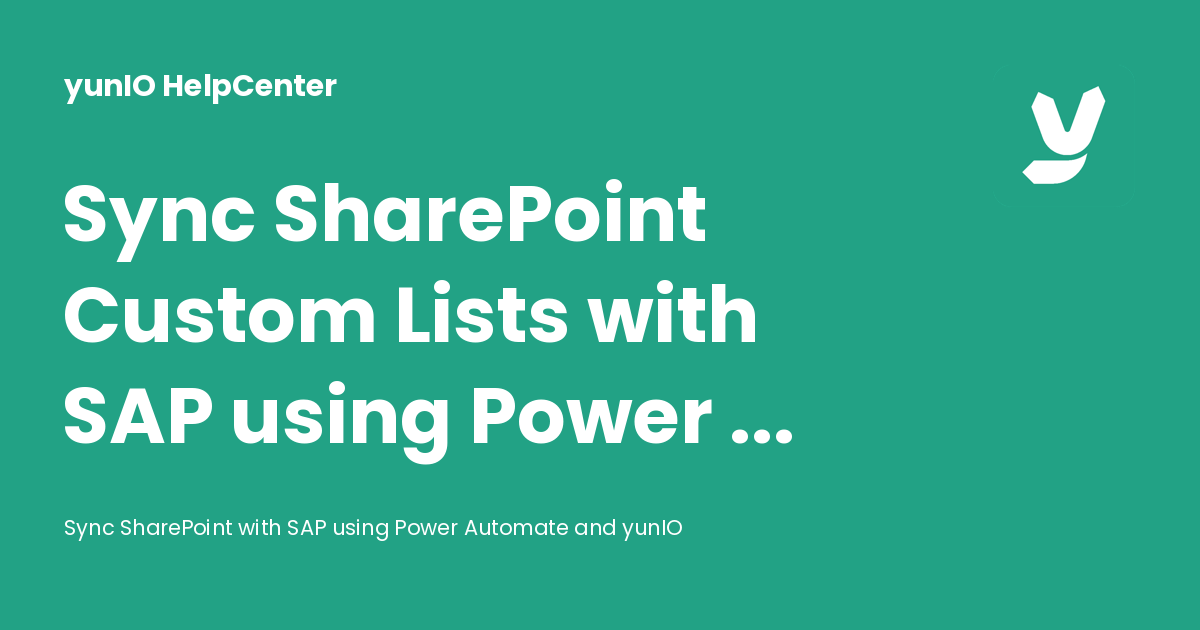 yunIO HelpCenter
Sync SharePoint
Custom Lists with
SAP using Power ...
Sync SharePoint with SAP using Power Automate and yunIO